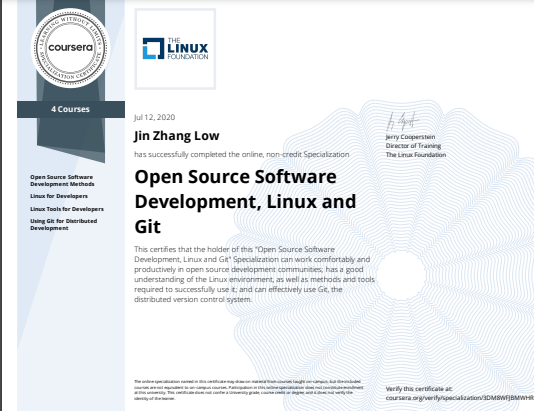 LEARNING WITHOUT LIMITS
coursera
SPECIALIZATION CERTIFICATE
4 Courses
Open Source Software
Development Methods
Linux for Developers
Linux Tools for Developers
Using Git for Distributed
Development
THE
LINUX
FOUNDATION
Jul 12, 2020
Jin Zhang Low
has successfully completed the online, non-credit Specialization
Open Source Software
Development, Linux and
Git
This certifies that the holder of this "Open Source Software
Development, Linux and Git" Specialization can work comfortably and
productively in open source development communities; has a good
understanding of the Linux environment, as well as methods and tools
required to successfully use it; and can effectively use Git, the
distributed version control system.
Jerry Cooperstein
Director of Training
The Linux Foundation
The online specialization named in this certificate may draw on material from courses taught on-campus, but the included
courses are not equivalent to on-campus courses. Participation in this online specialization does not constitute enrollment
at this university. This certificate does not confer a University grade, course credit or degree, and it does not verify the
identity of the learner.
Verify this certificate at:
coursera.org/verify/specialization/3DM8WFJBMWHR